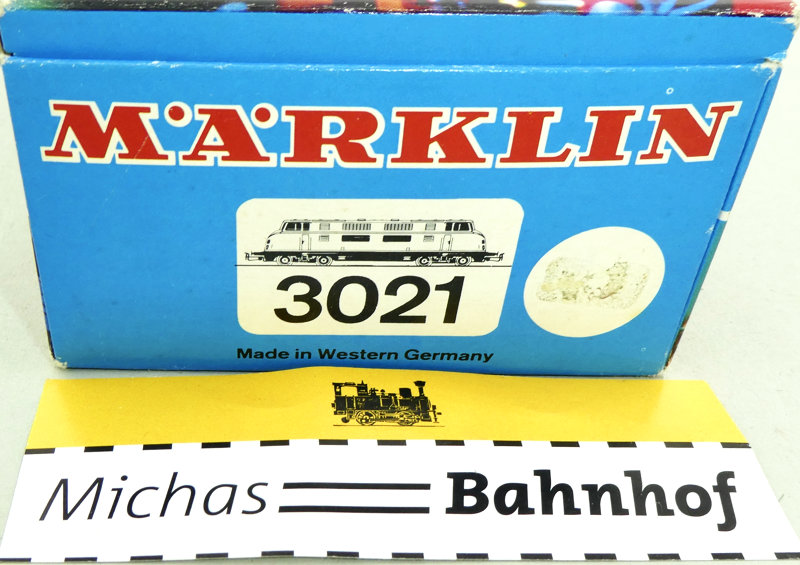 MÄRKLIN
3021
Made in Western Germany
Michas Bahnhof